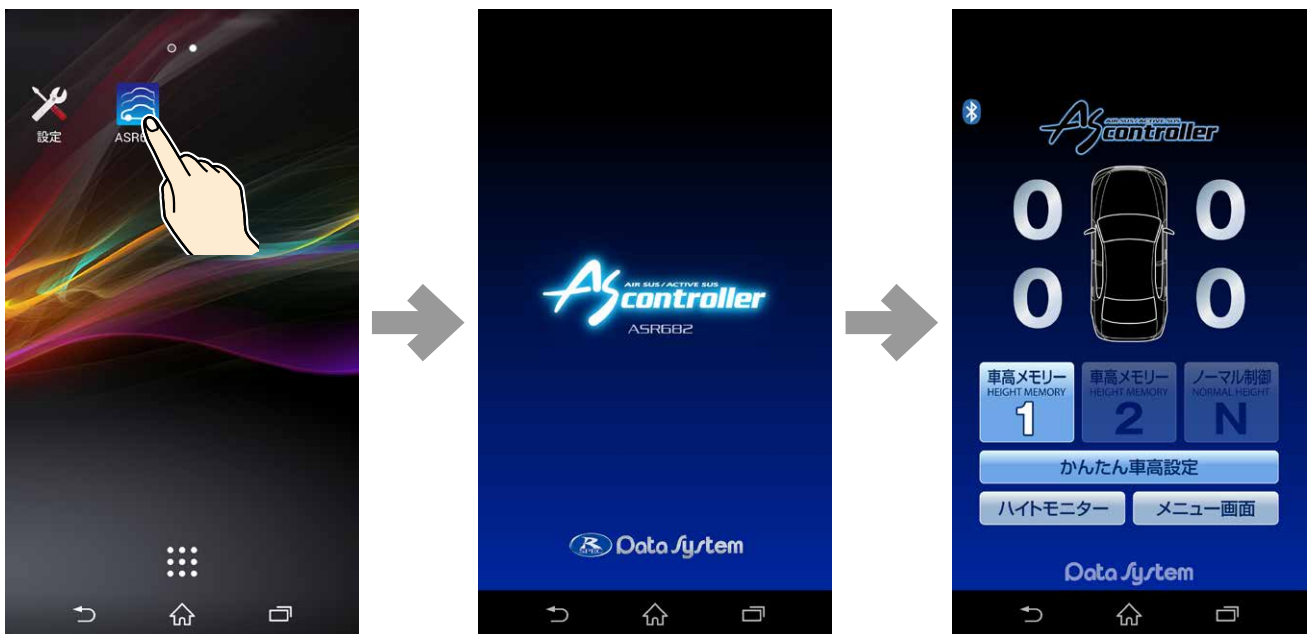 設定
ASR6
As controller
AIR SUS/ACTIVE SUS
ASR682
R SPEC Data System
As controller
AIR SUS/ACTIVE SUS
0 0
0 0
車高メモリー 車高メモリー ノーマル制御
HEIGHT MEMORY HEIGHT MEMORY NORMAL HEIGHT
1 2 N
かんたん車高設定
ハイトモニター メニュー画面
Data System